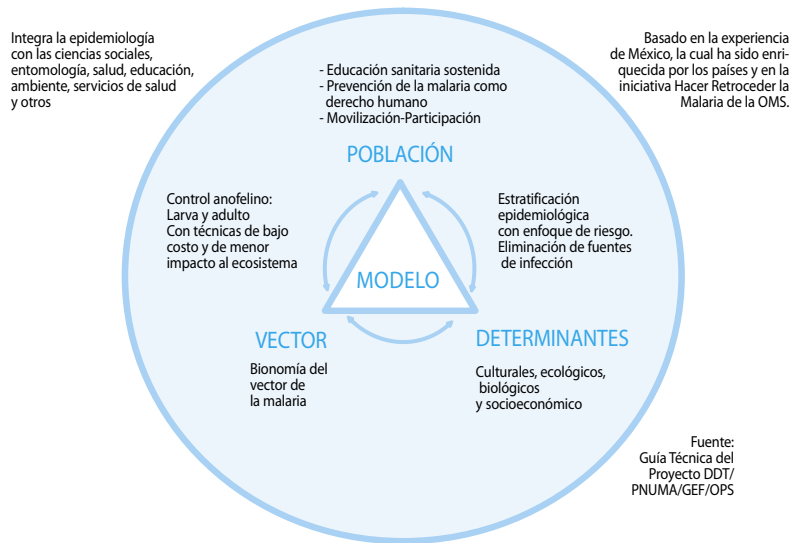 Integra la epidemiología
con las ciencias sociales,
entomología, salud, educación,
ambiente, servicios de salud
y otros
Basado en la experiencia
de México, la cual ha sido enri-
quecida por los países y en la
iniciativa Hacer Retroceder la
Malaria de la OMS.
- Educación sanitaria sostenida
- Prevención de la malaria como
derecho humano
- Movilización-Participación
POBLACIÓN
Control anofelino:
Larva y adulto
Con técnicas de bajo
costo y de menor
impacto al ecosistema
Estratificación
epidemiológica
con enfoque de riesgo.
Eliminación de fuentes
de infección
MODELO
VECTOR
Bionomía del
vector de
la malaria
DETERMINANTES
Culturales, ecológicos,
biológicos
y socioeconómico
Fuente:
Guía Técnica del
Proyecto DDT/
PNUMA/GEF/OPS